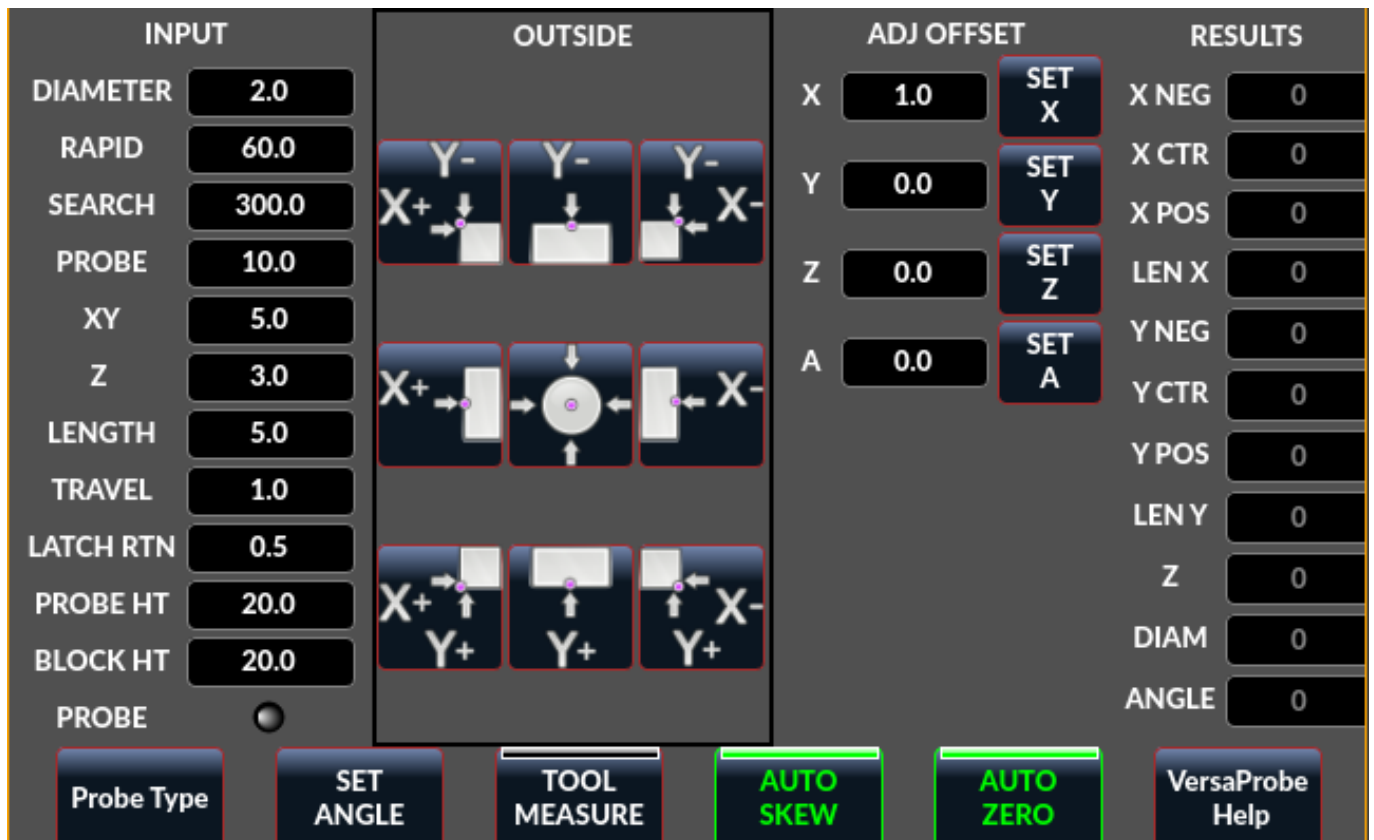 INPUT
DIAMETER 2.0
RAPID 60.0
SEARCH 300.0
PROBE 10.0
XY 5.0
Z 3.0
LENGTH 5.0
TRAVEL 1.0
LATCH RTN 0.5
PROBE HT 20.0
BLOCK HT 20.0
PROBE
OUTSIDE
Y- Y- Y-
X+ X-
X+ X-
X+ X-
Y+ Y+ Y+
ADJ OFFSET
X 1.0 SET X
Y 0.0 SET Y
Z 0.0 SET Z
A 0.0 SET A
RESULTS
X NEG 0
X CTR 0
X POS 0
LEN X 0
Y NEG 0
Y CTR 0
Y POS 0
LEN Y 0
Z 0
DIAM 0
ANGLE 0
Probe Type
SET
ANGLE
TOOL
MEASURE
AUTO
SKEW
AUTO
ZERO
VersaProbe
Help